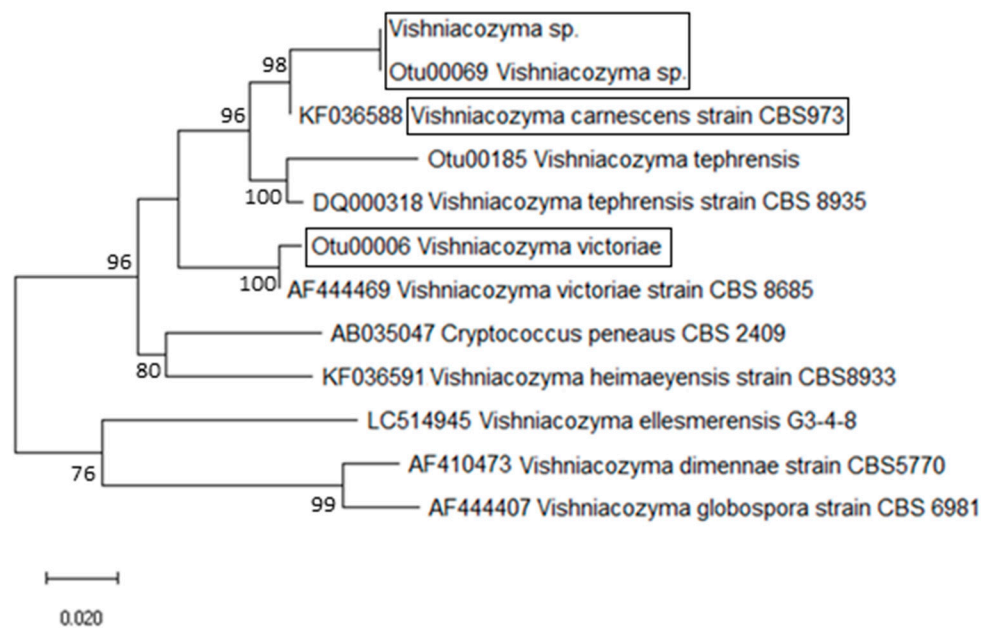 Vishniacozyma sp.
Otu00069 Vishniacozyma sp.
98
KF036588 Vishniacozyma carnescens strain CBS973
96
Otu00185 Vishniacozyma tephrensis
100
DQ000318 Vishniacozyma tephrensis strain CBS 8935
Otu00006 Vishniacozyma victoriae
96
100
AF444469 Vishniacozyma victoriae strain CBS 8685
AB035047 Cryptococcus peneaus CBS 2409
80
KF036591 Vishniacozyma heimaeyensis strain CBS8933
LC514945 Vishniacozyma ellesmerensis G3-4-8
76
AF410473 Vishniacozyma dimennae strain CBS5770
99
AF444407 Vishniacozyma globospora strain CBS 6981
0.020